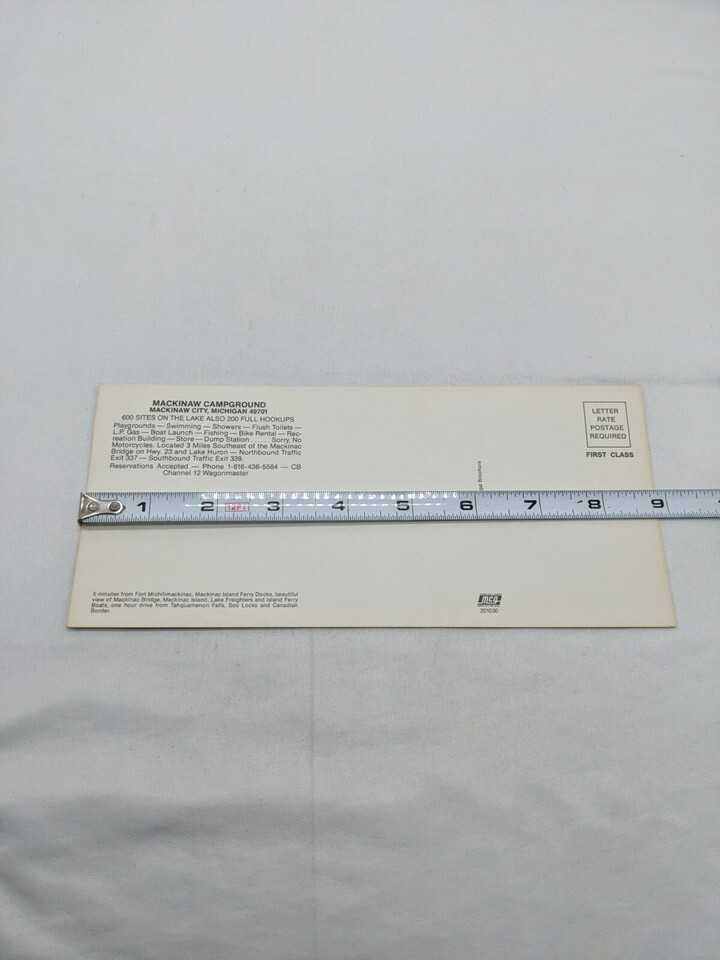 MACKINAW CAMPGROUND
MACKINAW CITY, MICHIGAN 49701
600 SITES ON THE LAKE ALSO 200 FULL HOOKUPS
Playgrounds — Swimming — Showers — Flush Toilets —
L.P. Gas — Boat Launch — Fishing — Bike Rental — Rec-
reation Building — Store — Dump Station . . . . . Sorry, No
Motorcycles. Located 3 Miles Southeast of the Mackinac
Bridge on Hwy. 23 and Lake Huron — Northbound Traffic
Exit 337 — Southbound Traffic Exit 339.
Reservations Accepted — Phone 1-616-436-5584 — CB
Channel 12 Wagonmaster
LETTER
RATE
POSTAGE
REQUIRED
FIRST CLASS
Brochure
1 2 3 4 5 6 7 8 9
5 minutes from Fort Michilimackinac, Mackinac Island Ferry Docks, beautiful
view of Mackinac Bridge, Mackinac Island. Lake Freighters and Island Ferry
Boats, one hour drive from Tahquamenon Falls, Soo Locks and Canadian
Border.
mcg
201630